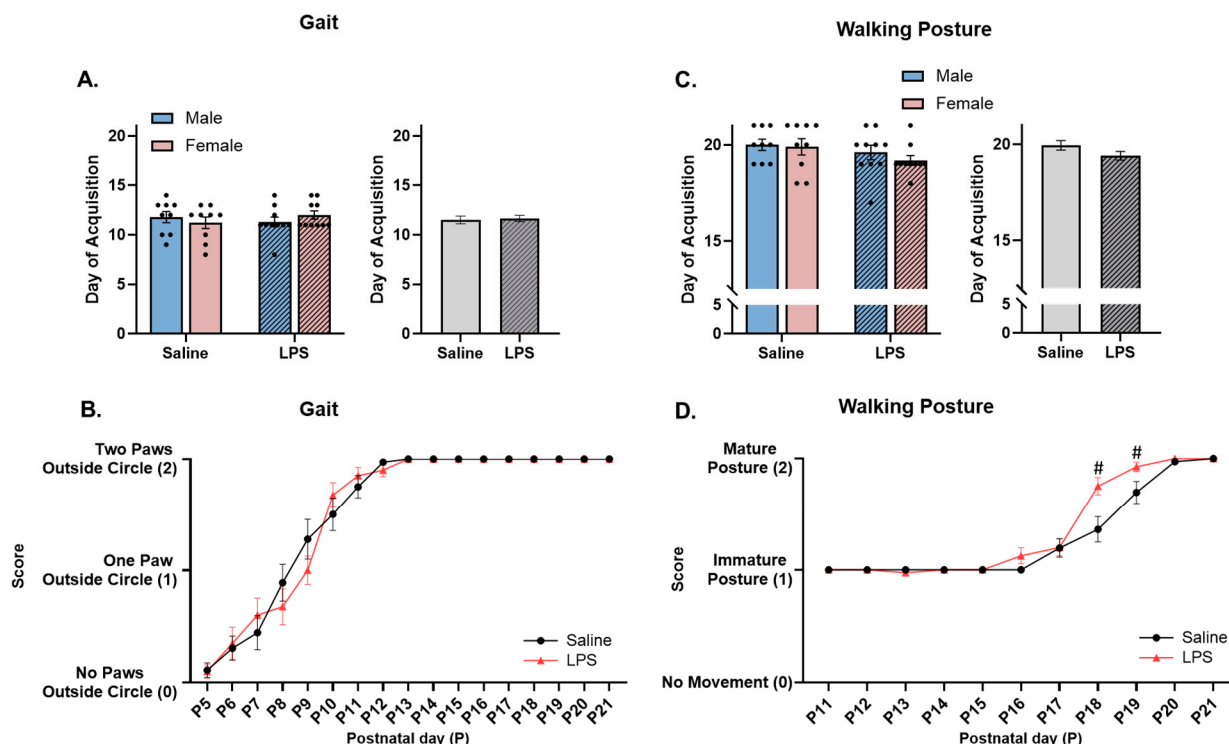 Gait
A.
Male
Female
Day of Acquisition
20
15
10
5
0
Saline
LPS
Day of Acquisition
20
15
10
5
0
Saline
LPS
Walking Posture
C.
Male
Female
Day of Acquisition
20
15
5
0
Saline
LPS
Day of Acquisition
20
15
5
0
Saline
LPS
B.
Gait
Score
Two Paws
Outside Circle (2)
One Paw
Outside Circle (1)
No Paws
Outside Circle (0)
Saline
LPS
P5
P6
P7
P8
P9
P10
P11
P12
P13
P14
P15
P16
P17
P18
P19
P20
P21
Postnatal day (P)
D.
Walking Posture
Score
Mature
Posture (2)
Immature
Posture (1)
No Movement (0)
#
#
Saline
LPS
P11
P12
P13
P14
P15
P16
P17
P18
P19
P20
P21
Postnatal day (P)